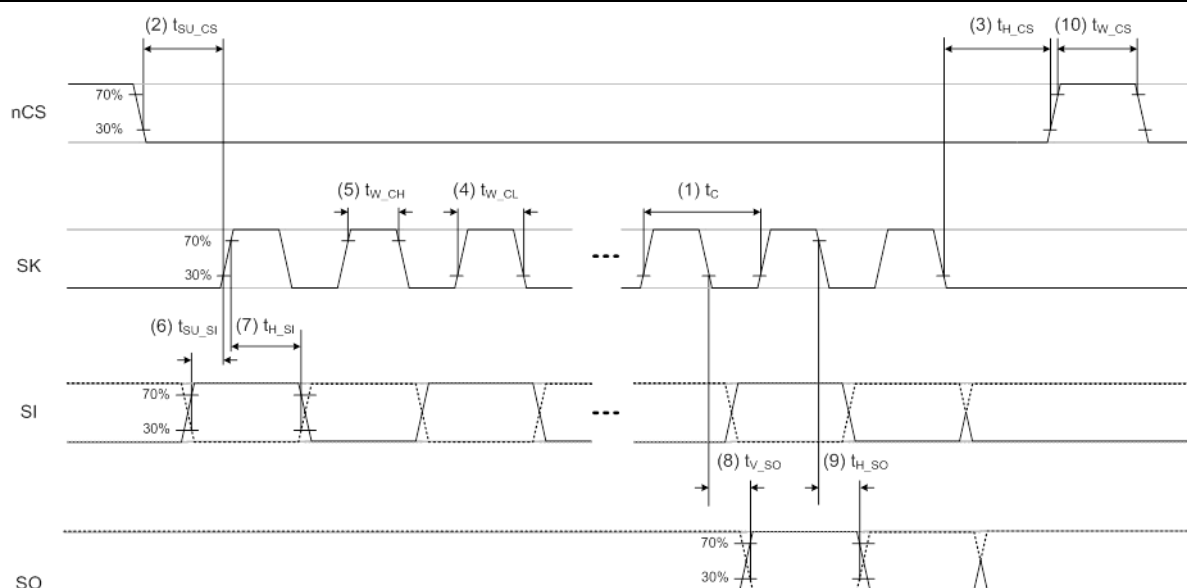 (2) tSU_CS
(3) tH_CS
(10) tW_CS
70%
nCS
30%
(5) tW_CH
(4) tW_CL
(1) tC
70%
SK
30%
(6) tSU_SI
(7) tH_SI
70%
SI
30%
(8) tV_SO
(9) tH_SO
70%
30%
SO